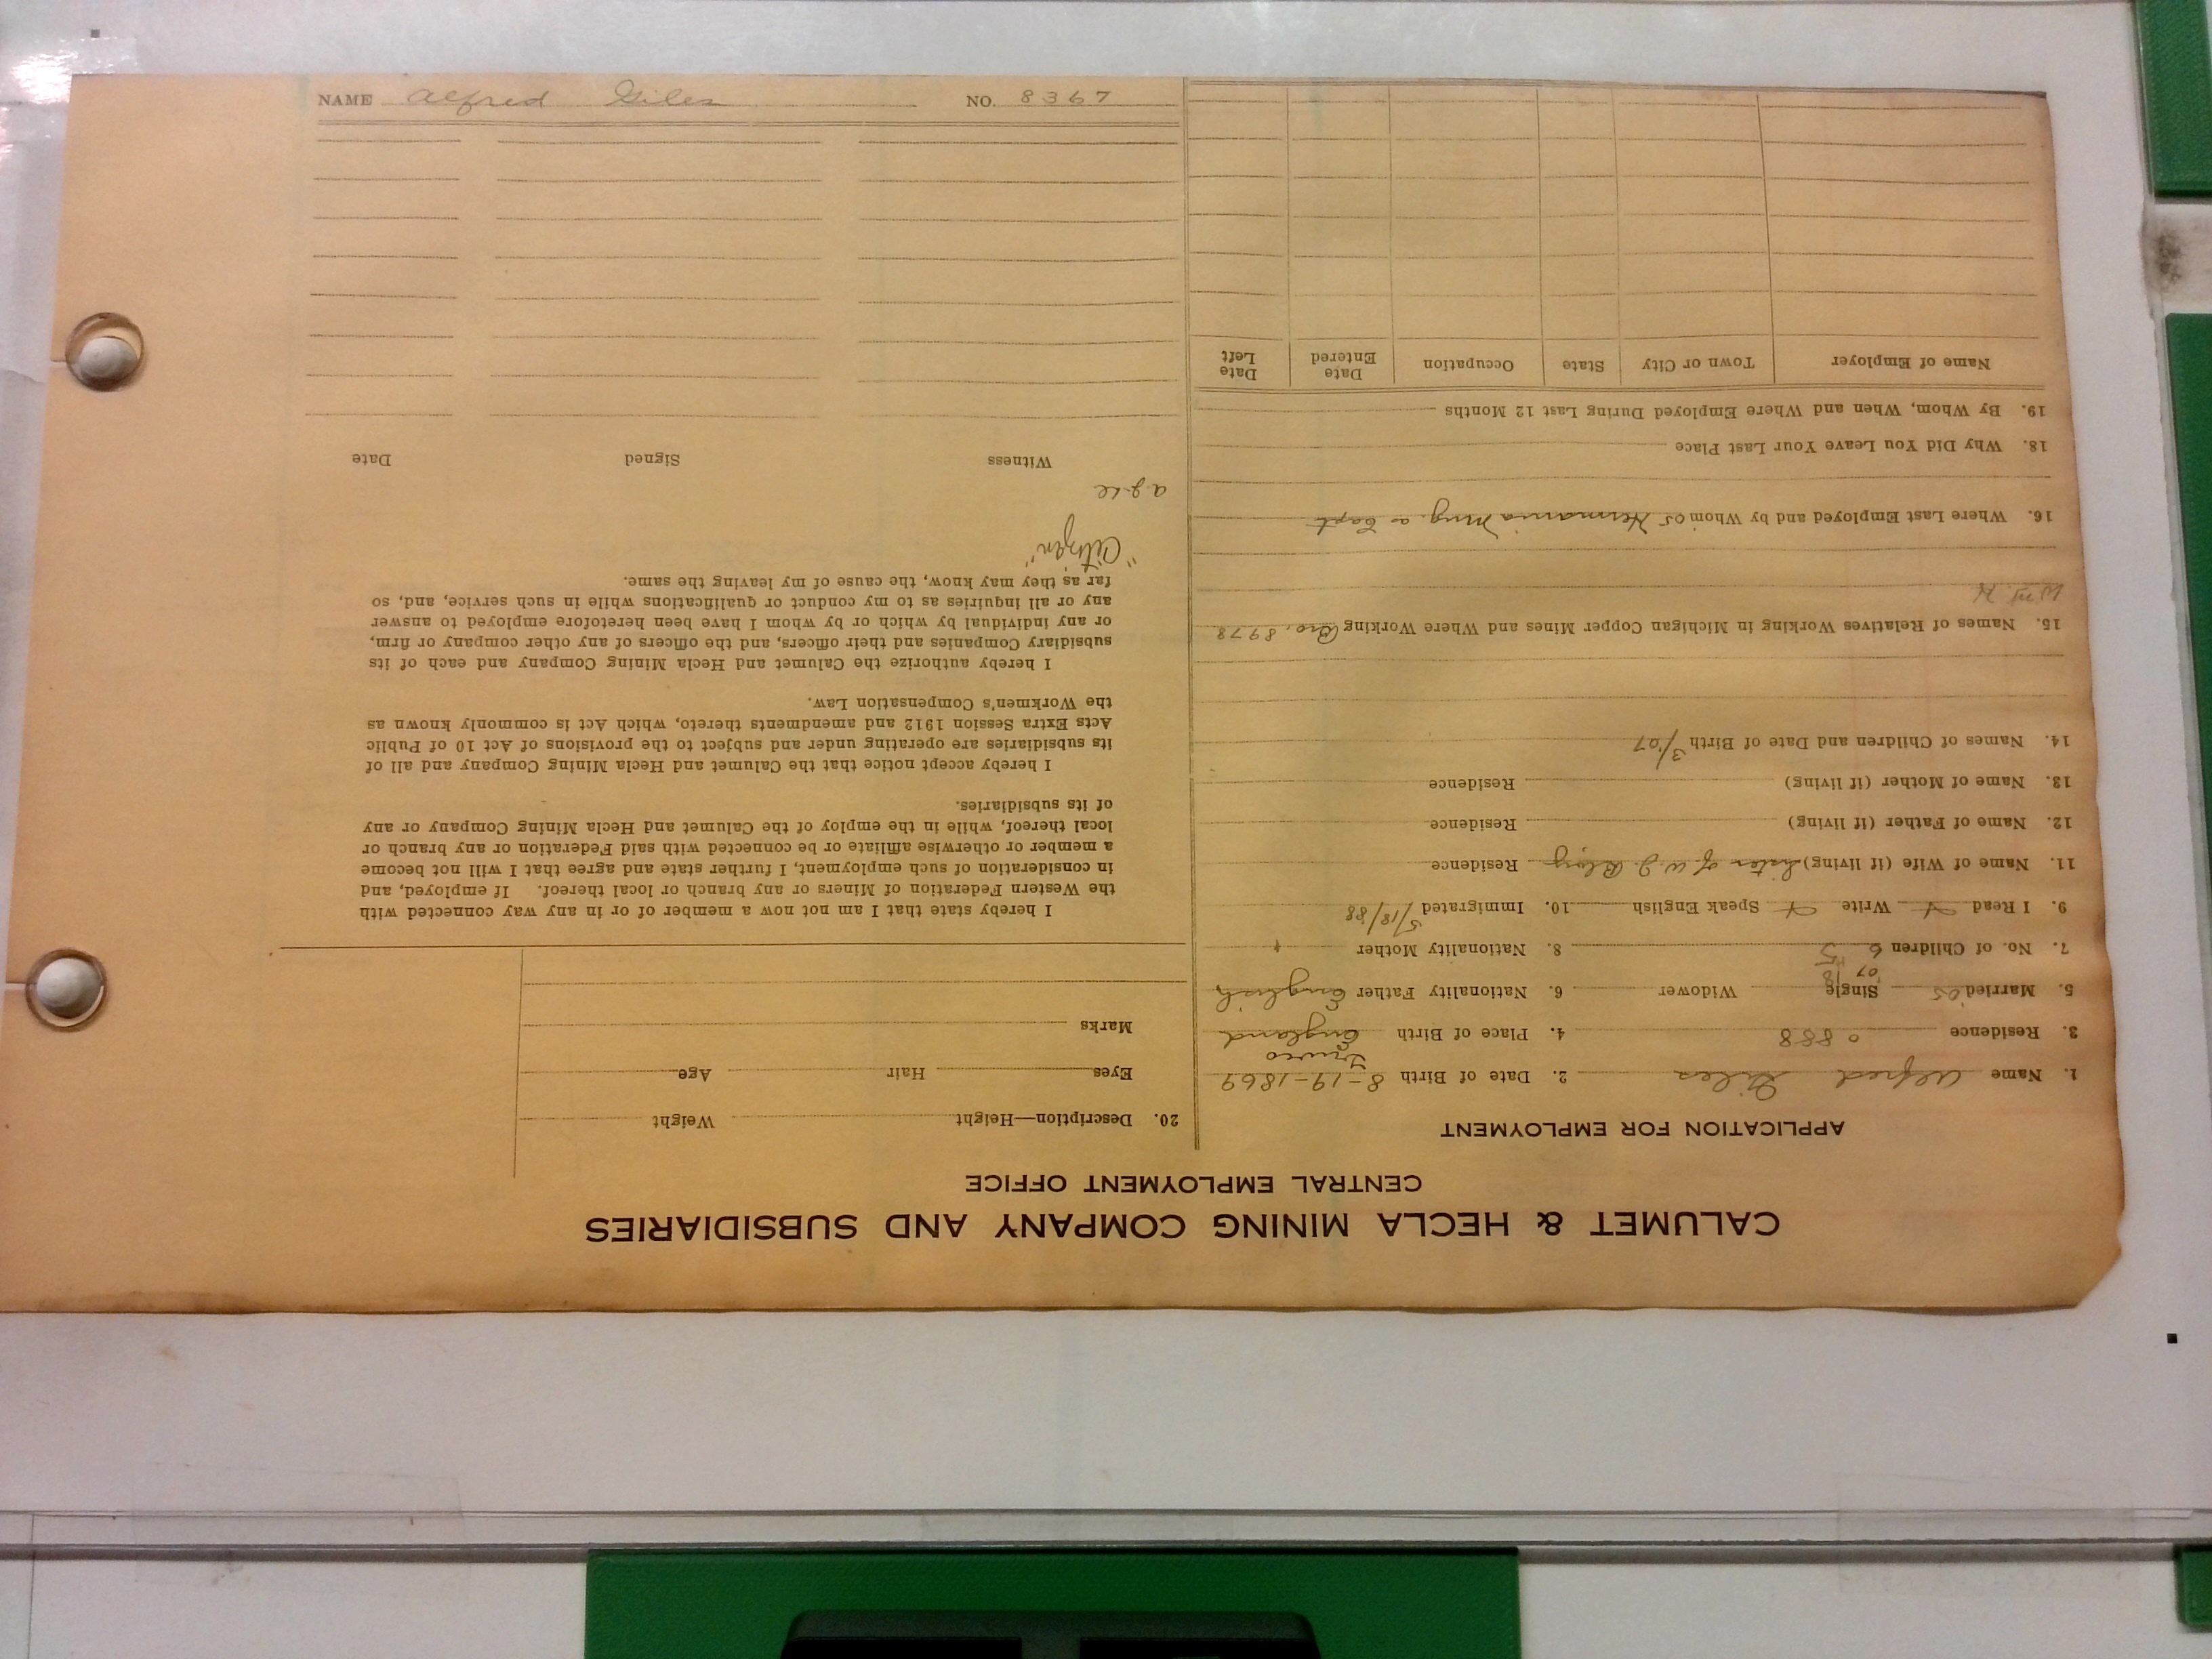 CALUMET & HECLA MINING COMPANY AND SUBSIDIARIES
CENTRAL EMPLOYMENT OFFICE
APPLICATION FOR EMPLOYMENT
1. Name Alfred Giles 2. Date of Birth 8-19-1869
3. Residence 0888 4. Place of Birth England
5. Married '05 Single Widower 6. Nationality Father English
07 18
7. No. of Children 6 5 8. Nationality Mother "
9. I Read X Write X Speak English 10. Immigrated 5/18/88
11. Name of Wife (if living) Sister of W. J. Residence
12. Name of Father (if living) Residence
13. Name of Mother (if living) Residence
14. Names of Children and Date of Birth 3/'07
15. Names of Relatives Working in Michigan Copper Mines and Where Working Bro, 8978
Wm. H.
16. Where Last Employed and by Whom '05 Mng. a Capt
18. Why Did You Leave Your Last Place
19. By Whom, When and Where Employed During Last 12 Months
Name of Employer Town or City State Occupation Date Entered Date Left
20. Description—Height Weight
Eyes Hair Age
Marks
I hereby state that I am not now a member of or in any way connected with
the Western Federation of Miners or any branch or local thereof. If employed, and
in consideration of such employment, I further state and agree that I will not become
a member or otherwise affiliate or be connected with said Federation or any branch or
local thereof, while in the employ of the Calumet and Hecla Mining Company or any
of its subsidiaries.
I hereby accept notice that the Calumet and Hecla Mining Company and all of
its subsidiaries are operating under and subject to the provisions of Act 10 of Public
Acts Extra Session 1912 and amendments thereto, which Act is commonly known as
the Workmen's Compensation Law.
I hereby authorize the Calumet and Hecla Mining Company and each of its
subsidiary Companies and their officers, and the officers of any other company or firm,
or any individual by which or by whom I have been heretofore employed to answer
any or all inquiries as to my conduct or qualifications while in such service, and, so
far as they may know, the cause of my leaving the same.
"Citizen"
Witness Signed Date
NAME Alfred Giles NO. 8367